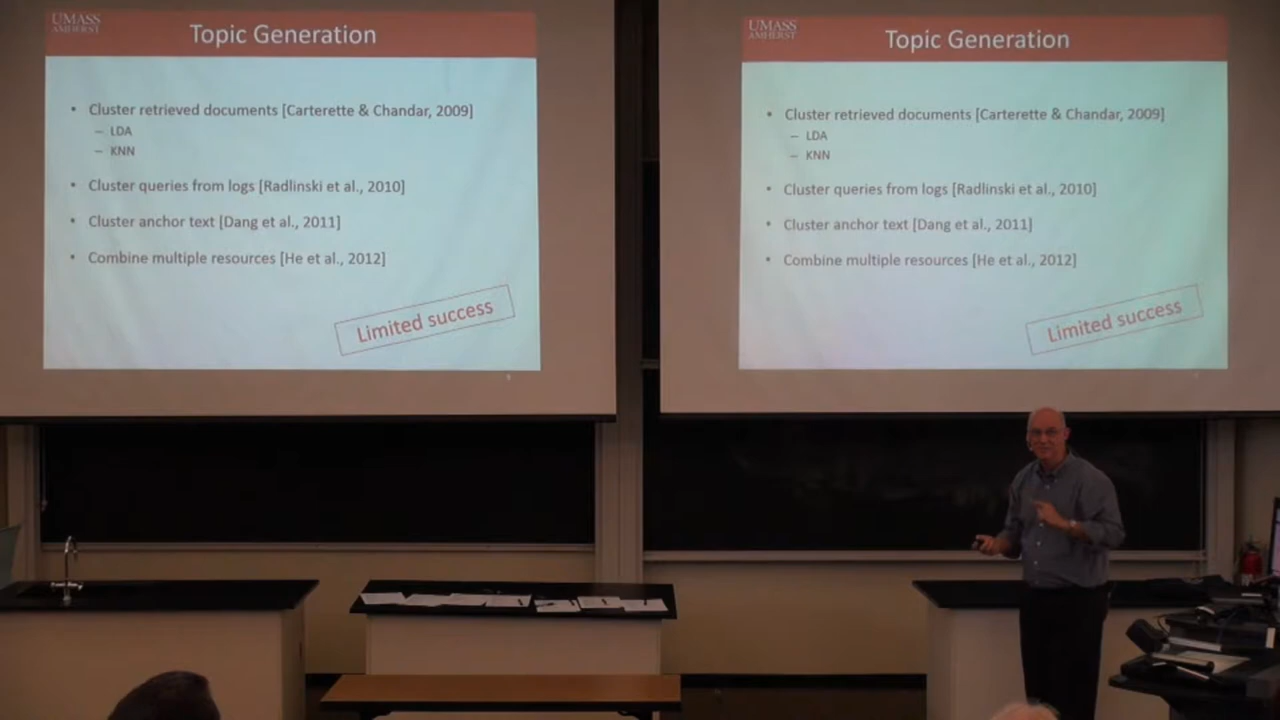 UMASS
AMHERST
Topic Generation
• Cluster retrieved documents [Carterette & Chandar, 2009]
– LDA
– KNN
• Cluster queries from logs [Radlinski et al., 2010]
• Cluster anchor text [Dang et al., 2011]
• Combine multiple resources [He et al., 2012]
Limited success
UMASS
AMHERST
Topic Generation
• Cluster retrieved documents [Carterette & Chandar, 2009]
– LDA
– KNN
• Cluster queries from logs [Radlinski et al., 2010]
• Cluster anchor text [Dang et al., 2011]
• Combine multiple resources [He et al., 2012]
Limited success